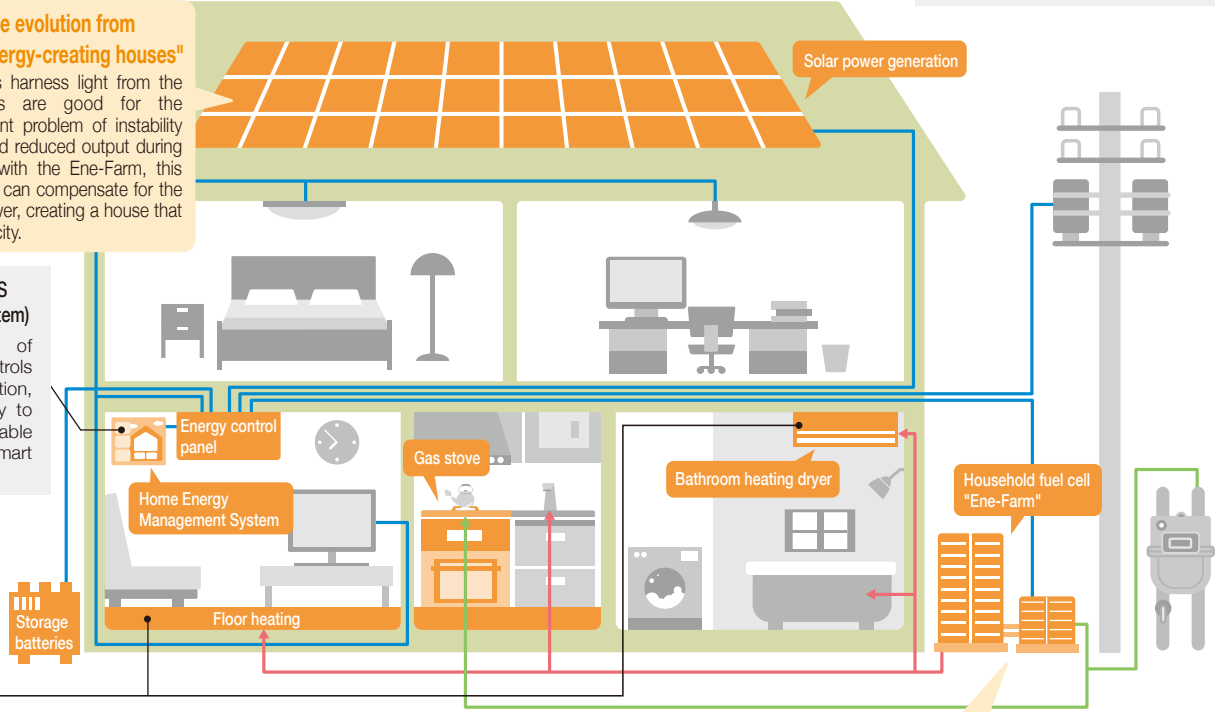 e evolution from
ergy-creating houses"
s harness light from the
s are good for the
nt problem of instability
d reduced output during
with the Ene-Farm, this
can compensate for the
ver, creating a house that
city.
S
tem)
of
trols
tion,
y to
able
mart
Solar power generation
Energy control
panel
Home Energy
Management System
Gas stove
Bathroom heating dryer
Household fuel cell
"Ene-Farm"
Storage
batteries
Floor heating